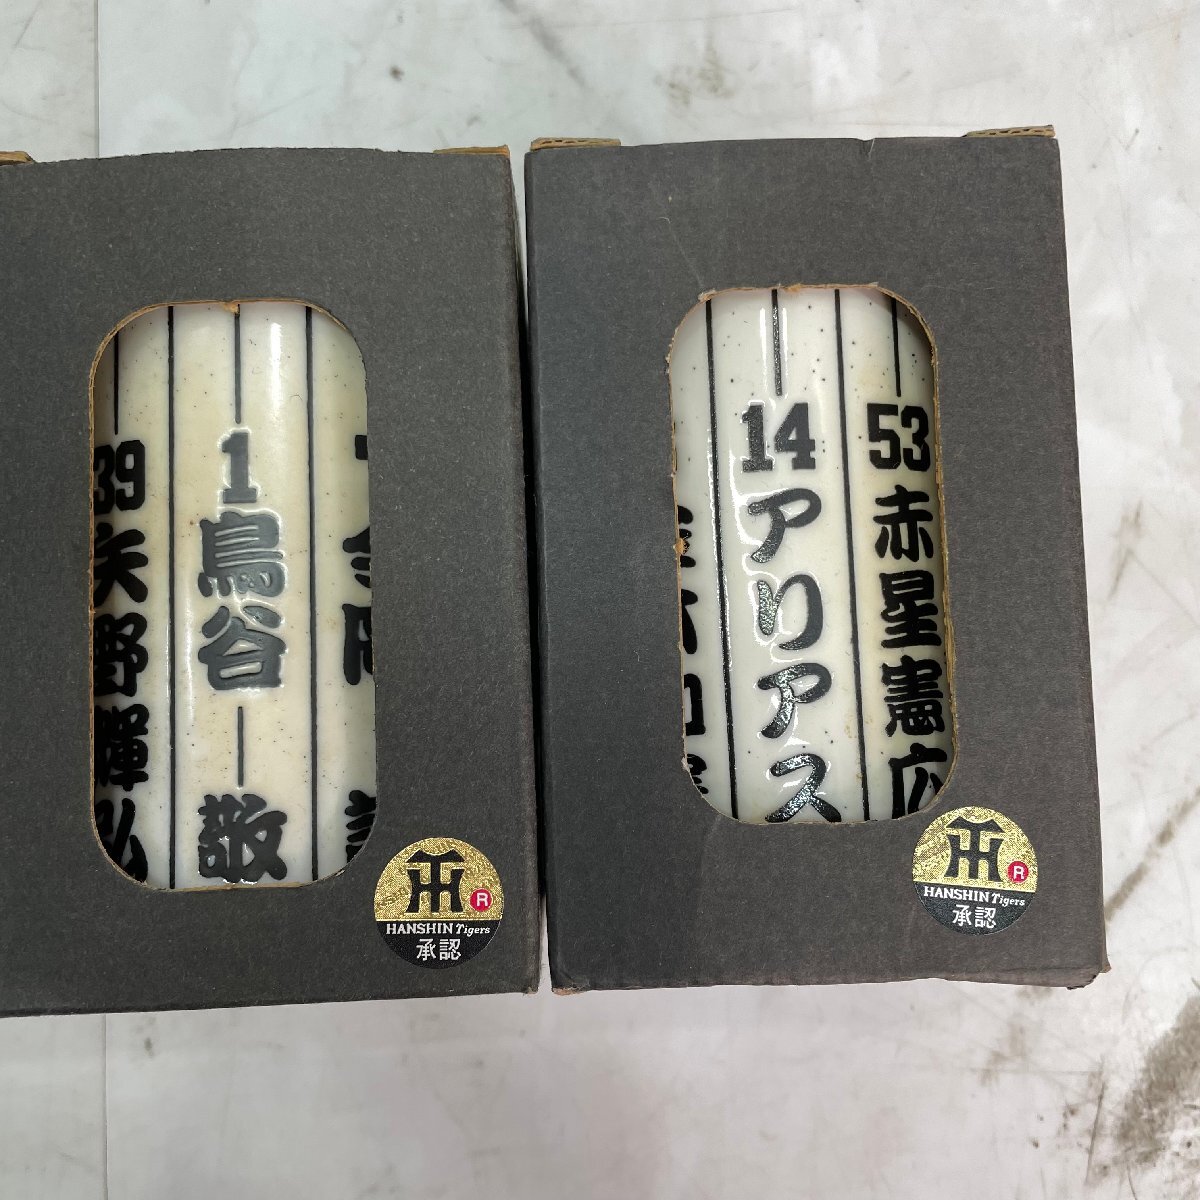 39 矢野輝弘
1 鳥谷 敬
14 アリアス
53 赤星憲広
HANSHIN Tigers
承認
R
HANSHIN Tigers
承認
R